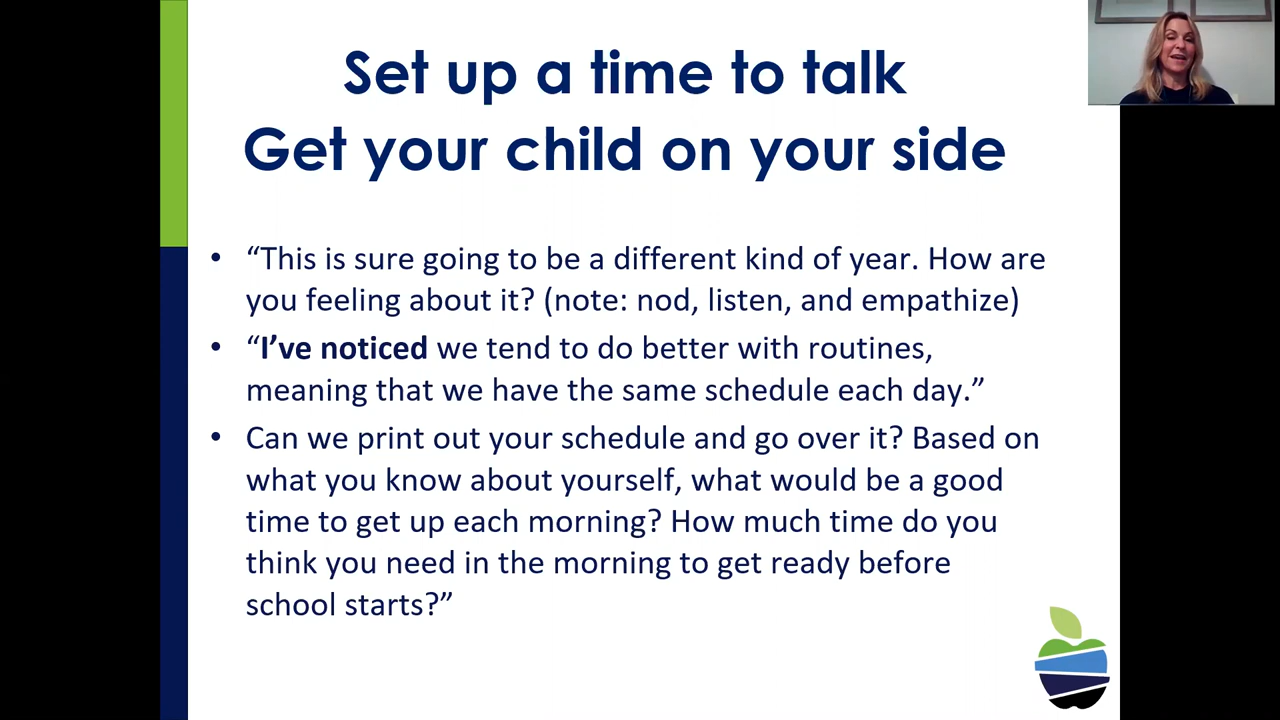 Set up a time to talk
Get your child on your side
• “This is sure going to be a different kind of year. How are
you feeling about it? (note: nod, listen, and empathize)
• “I’ve noticed we tend to do better with routines,
meaning that we have the same schedule each day.”
• Can we print out your schedule and go over it? Based on
what you know about yourself, what would be a good
time to get up each morning? How much time do you
think you need in the morning to get ready before
school starts?”